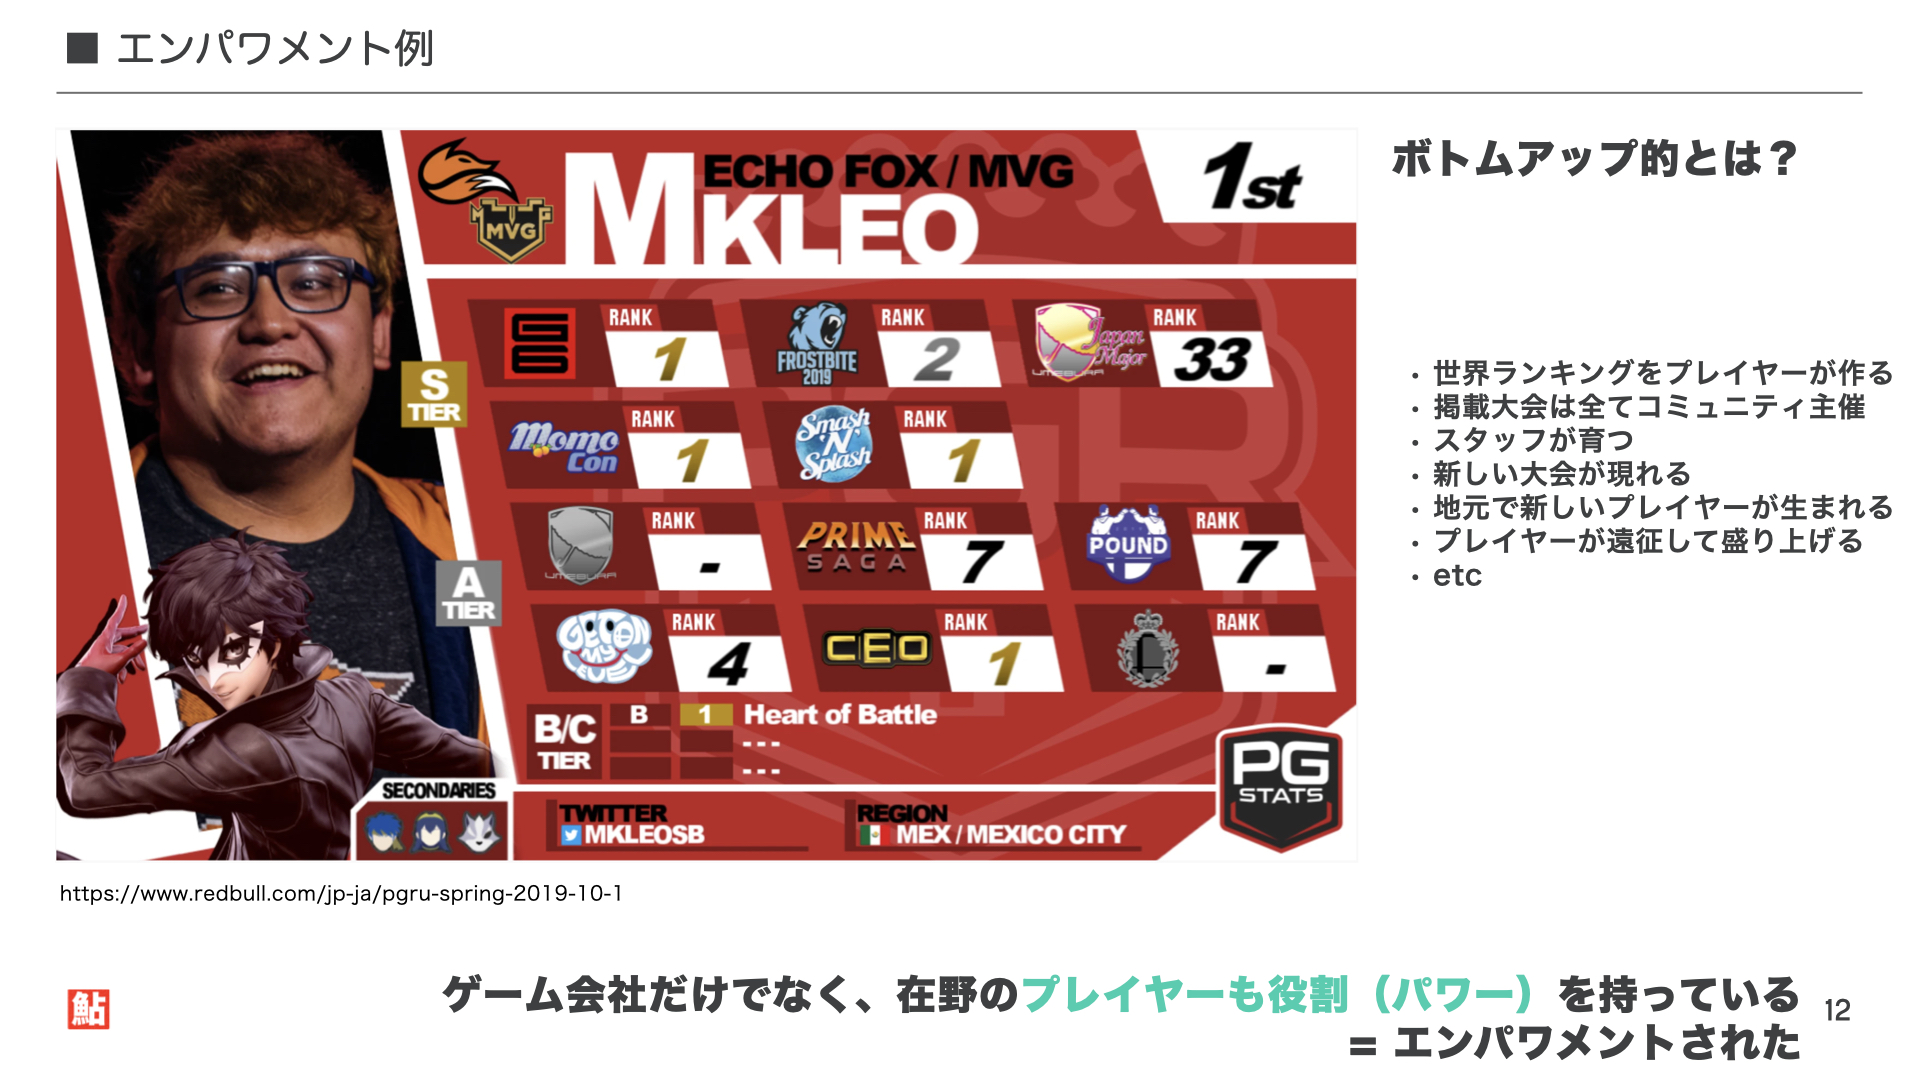 ■ エンパワメント例
ECHO FOX / MVG
MKLEO
1st
MVG
ボトムアップ的とは？
S TIER
RANK 1
FROSTBITE 2019 RANK 2
UMEBURA Japan Major RANK 33
Momo Con RANK 1
Smash 'N' Splash RANK 1
A TIER
UMEBURA RANK -
PRIME SAGA RANK 7
POUND RANK 7
GET ON MY LEVEL RANK 4
CEO RANK 1
RANK -
B/C TIER
B 1 Heart of Battle
---
---
SECONDARIES
TWITTER
MKLEOSB
REGION
MEX / MEXICO CITY
PG STATS
・世界ランキングをプレイヤーが作る
・掲載大会は全てコミュニティ主催
・スタッフが育つ
・新しい大会が現れる
・地元で新しいプレイヤーが生まれる
・プレイヤーが遠征して盛り上げる
・etc
https://www.redbull.com/jp-ja/pgru-spring-2019-10-1
ゲーム会社だけでなく、在野のプレイヤーも役割（パワー）を持っている
= エンパワメントされた
鮎
12